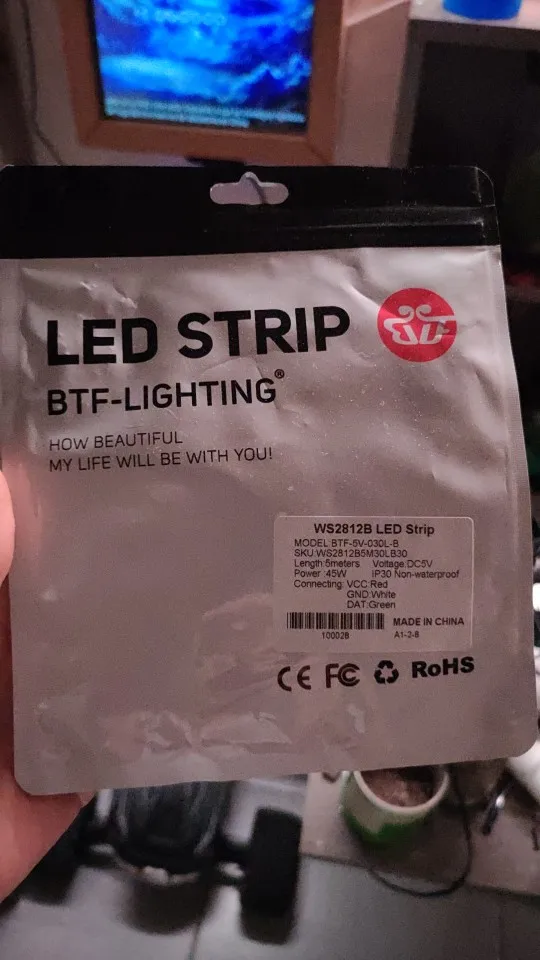 LED STRIP
BTF-LIGHTING®
HOW BEAUTIFUL
MY LIFE WILL BE WITH YOU!
WS2812B LED Strip
MODEL:BTF-5V-030L-B
SKU:WS2812B5M30LB30
Length:5meters Voltage:DC5V
Power :45W IP30 Non-waterproof
Connecting: VCC:Red
GND:White
DAT:Green
MADE IN CHINA
100028 A1-2-8
CE FC RoHS